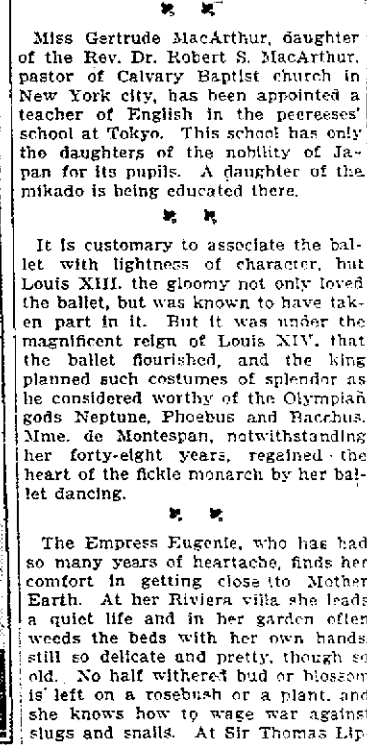 Miss Gertrude MacArthur, daughter
of the Rev. Dr. Robert S. MacArthur,
pastor of Calvary Baptist church in
New York city, has been appointed a
teacher of English in the peereeses'
school at Tokyo. This school has only
the daughters of the nobility of Ja-
pan for its pupils. A daughter of the
mikado is being educated there.
It is customary to associate the bal-
let with lightness of character, but
Louis XIII. the gloomy not only loved
the ballet, but was known to have tak-
en part in it. But it was under the
magnificent reign of Louis XIV. that
the ballet flourished, and the king
planned such costumes of splendor as
he considered worthy of the Olympian
gods Neptune, Phoebus and Bacchus.
Mme. de Montespan, notwithstanding
her forty-eight years, regained the
heart of the fickle monarch by her bal-
let dancing.
The Empress Eugenie, who has had
so many years of heartache, finds her
comfort in getting close to Mother
Earth. At her Riviera villa she leads
a quiet life and in her garden often
weeds the beds with her own hands,
still so delicate and pretty, though so
old. No half withered bud or blossom
is left on a rosebush or a plant, and
she knows how to wage war against
slugs and snails. At Sir Thomas Lip-